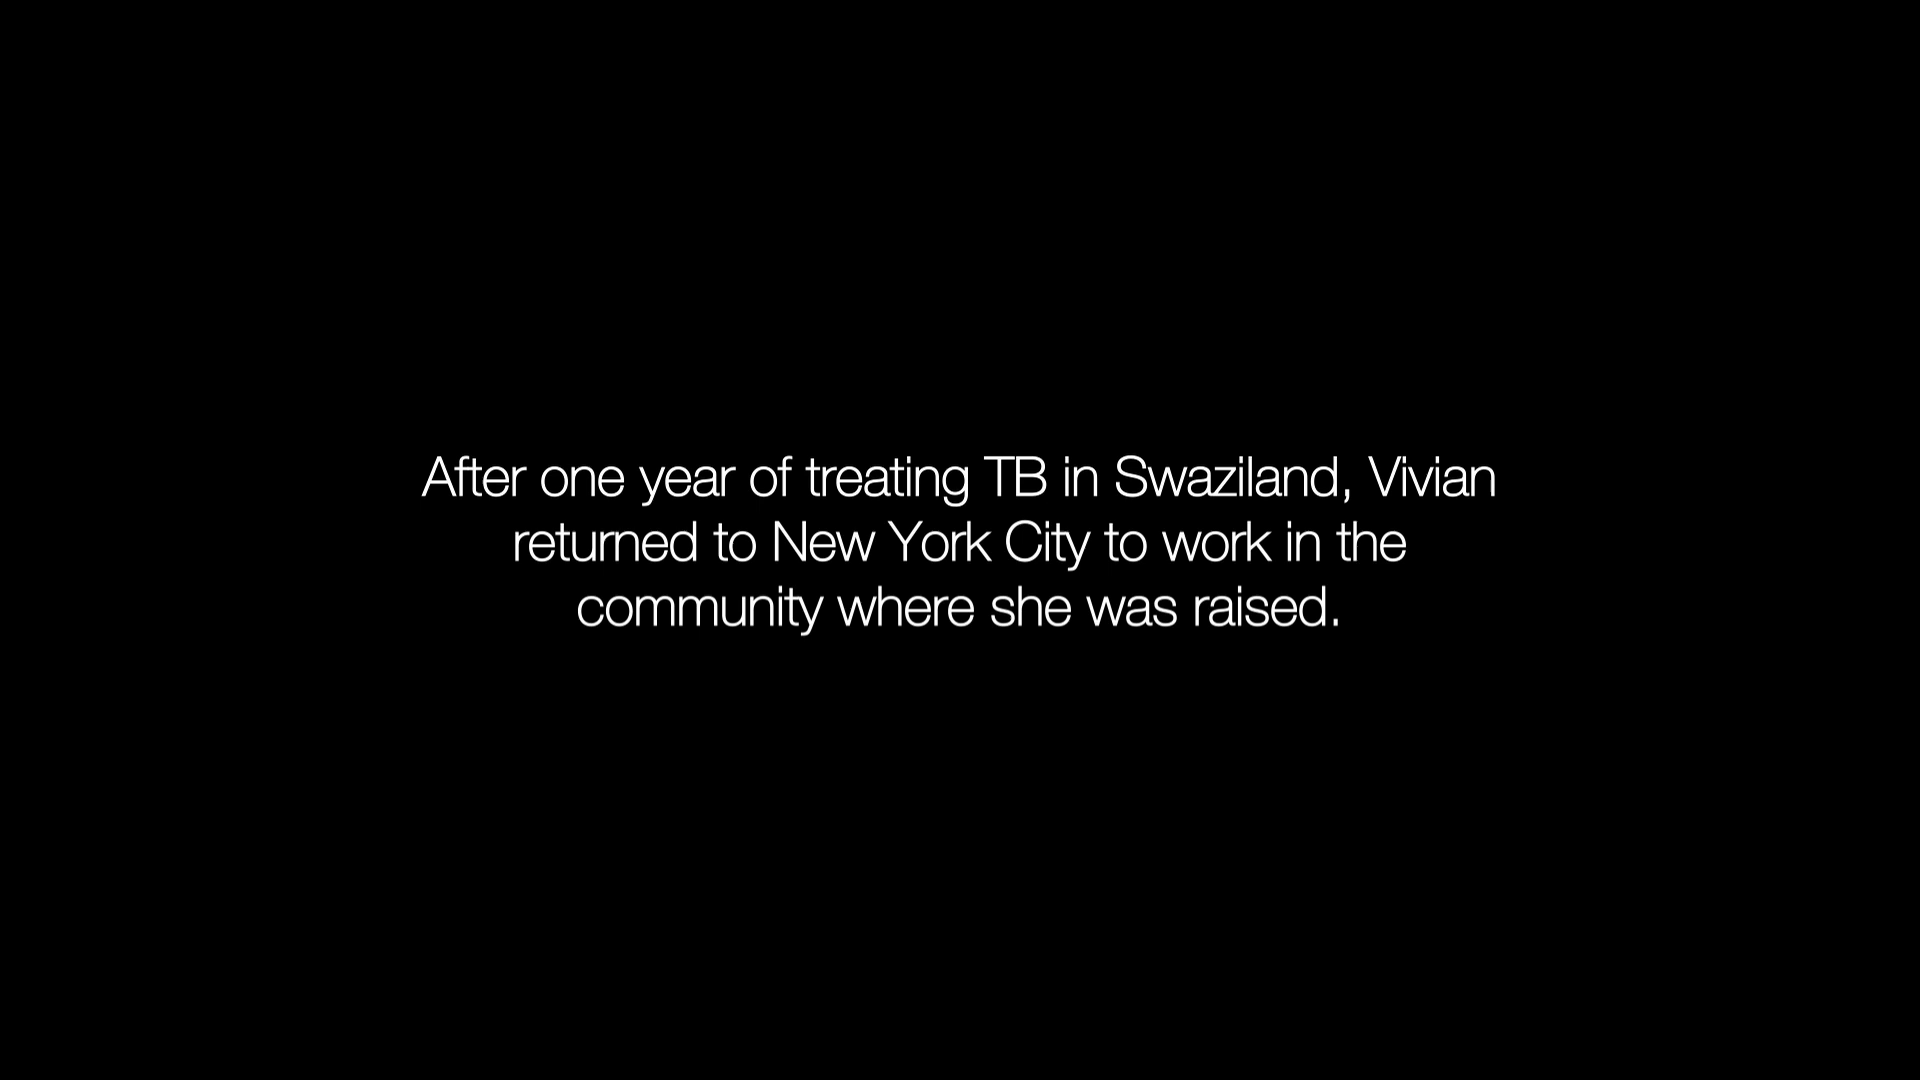 After one year of treating TB in Swaziland, Vivian
returned to New York City to work in the
community where she was raised.